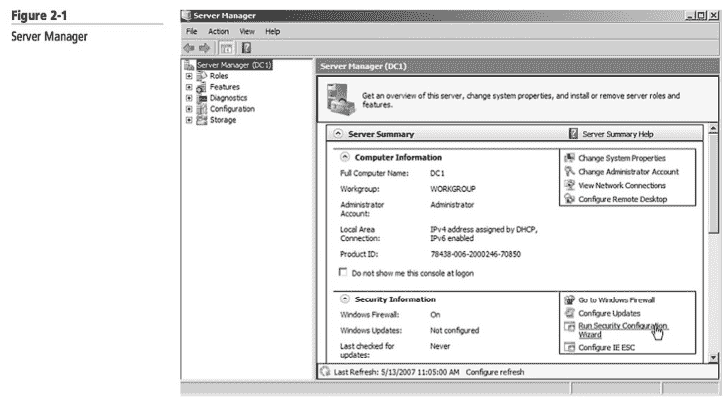 Figure 2-1
Server Manager
Server Manager
File Action View Help
Server Manager (DC1)
Roles
Features
Diagnostics
Configuration
Storage
Server Manager (DC1)
Get an overview of this server, change system properties, and install or remove server roles and
features.
Server Summary
Server Summary Help
Computer Information
Full Computer Name: DC1
Workgroup: WORKGROUP
Administrator Account: Administrator
Local Area Connection: IPv4 address assigned by DHCP,
IPv6 enabled
Product ID: 78438-006-2000246-70850
Do not show me this console at logon
Change System Properties
Change Administrator Account
View Network Connections
Configure Remote Desktop
Security Information
Windows Firewall: On
Windows Updates: Not configured
Last checked for updates: Never
Go to Windows Firewall
Configure Updates
Run Security Configuration
Wizard
Configure IE ESC
Last Refresh: 5/13/2007 11:05:00 AM Configure refresh